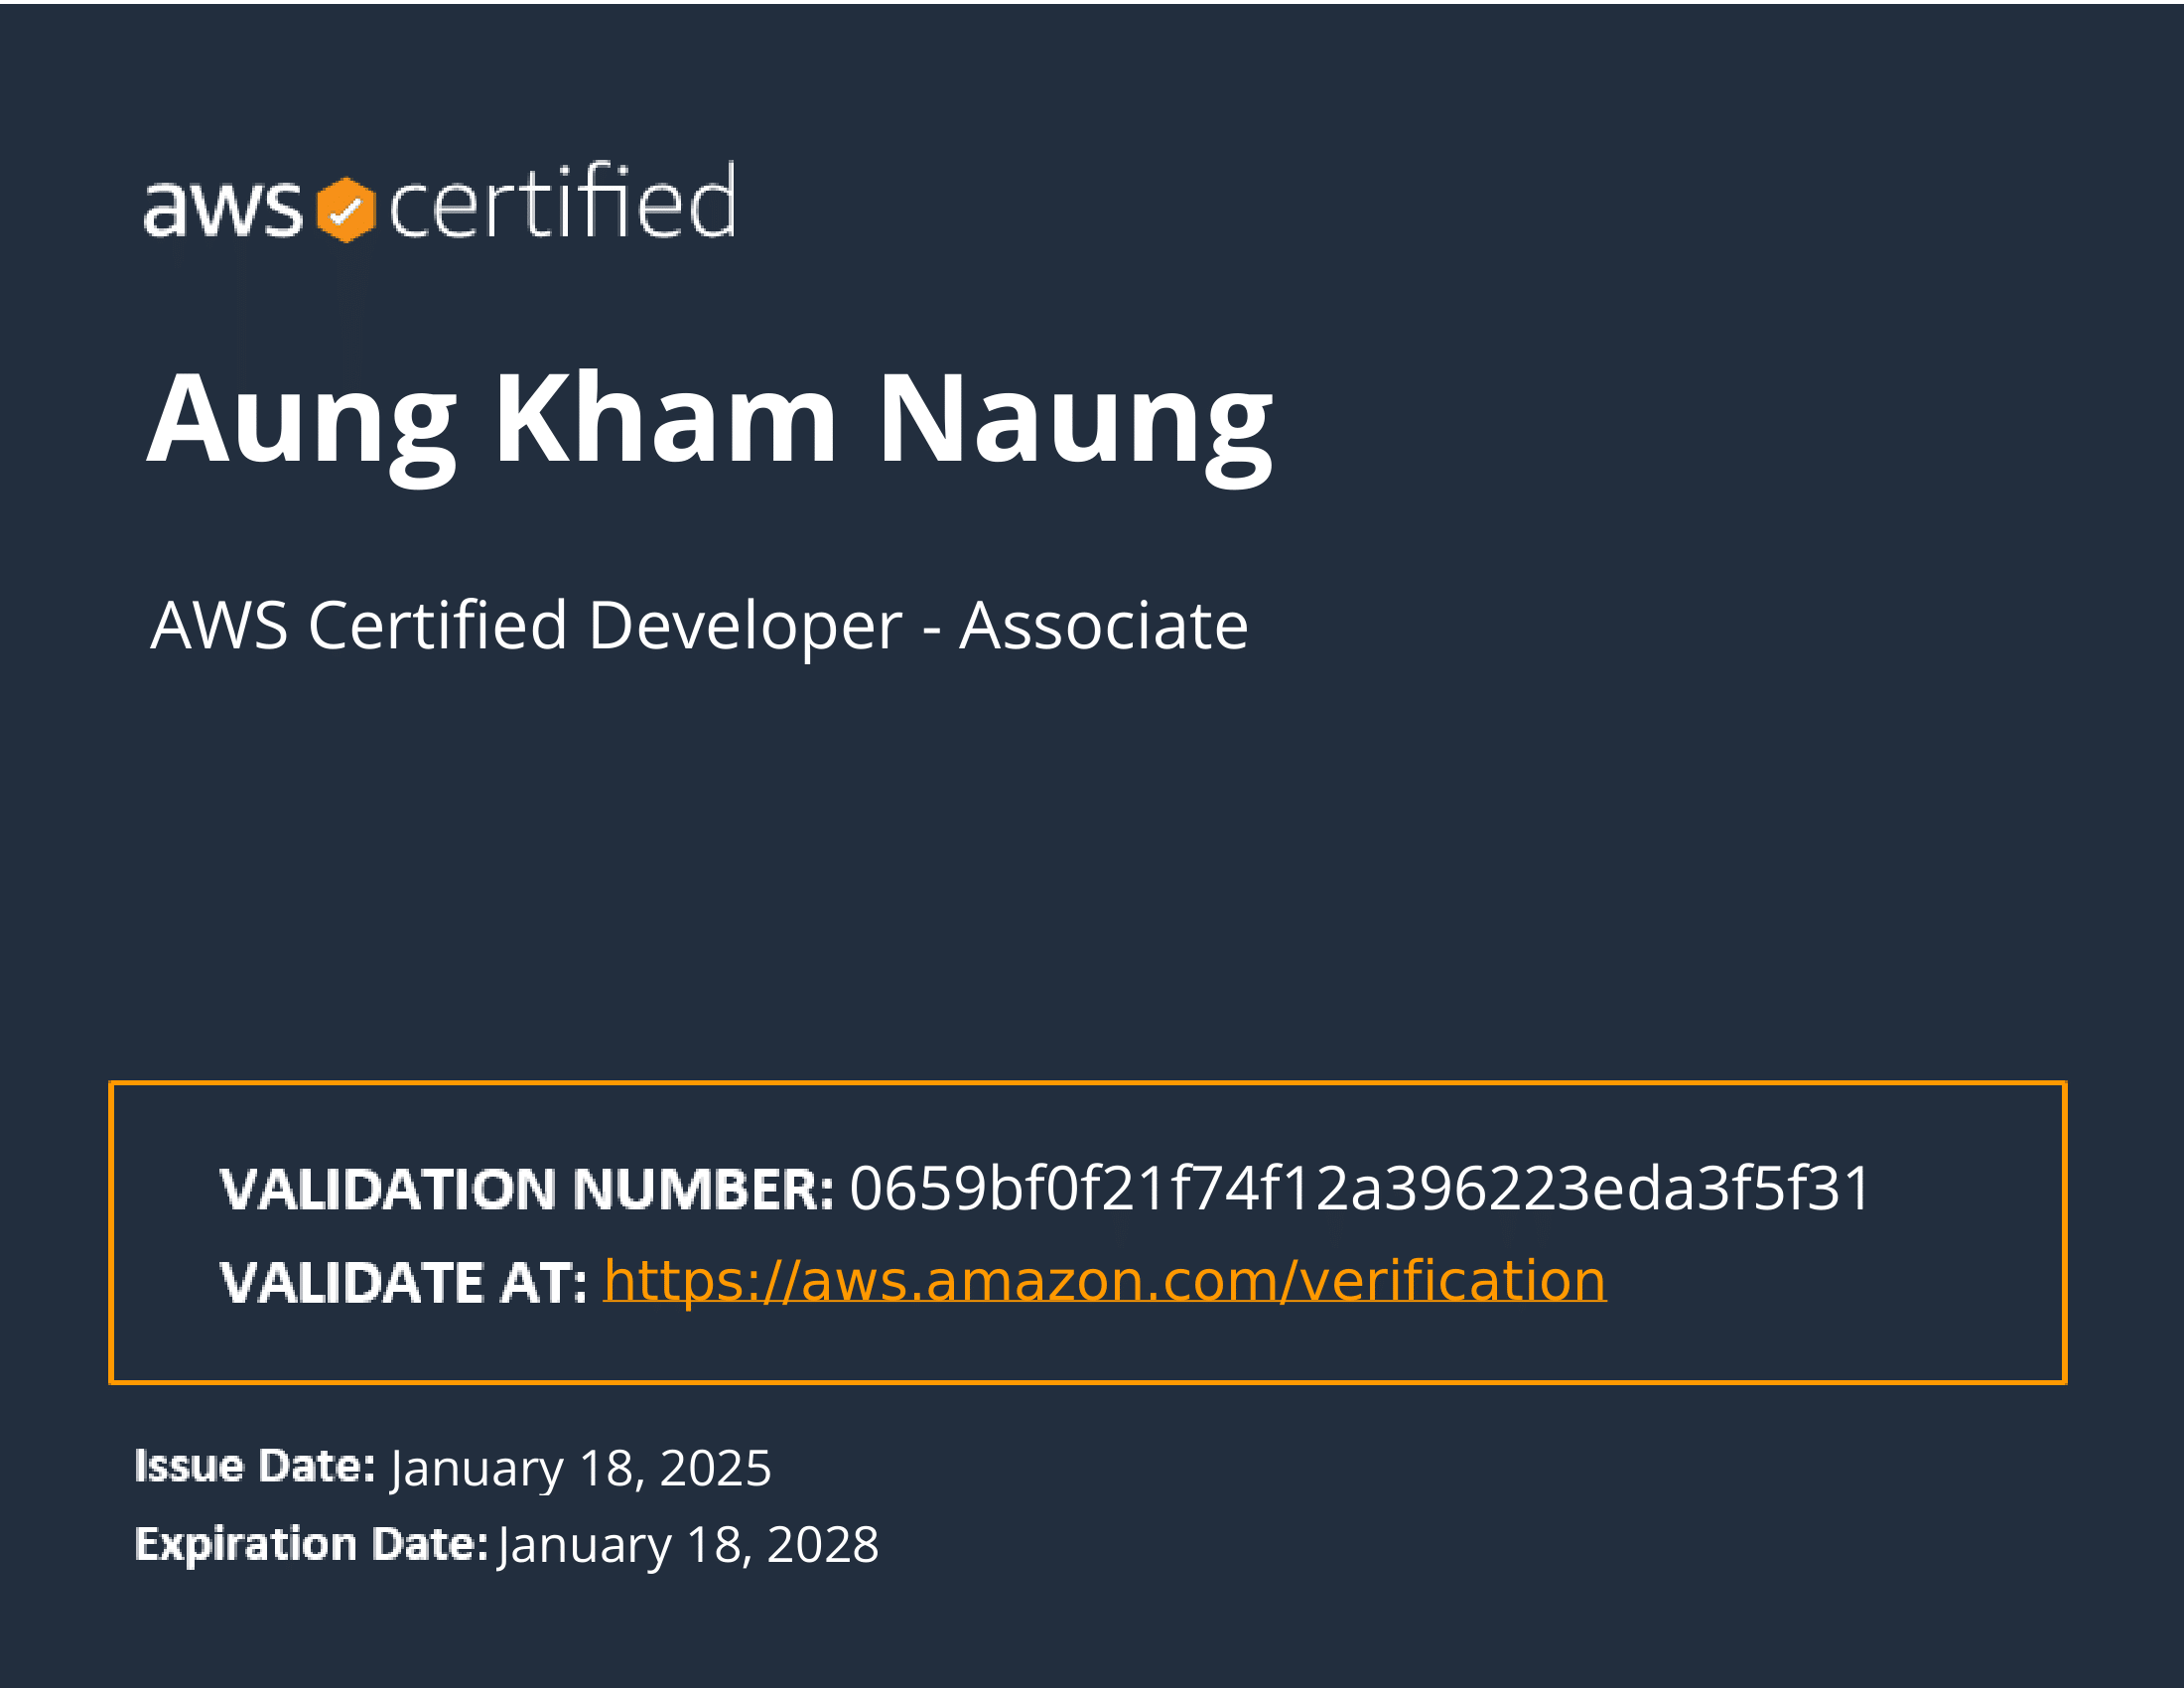 aws certified
Aung Kham Naung
AWS Certified Developer - Associate
VALIDATION NUMBER: 0659bf0f21f74f12a396223eda3f5f31
VALIDATE AT: https://aws.amazon.com/verification
Issue Date: January 18, 2025
Expiration Date: January 18, 2028